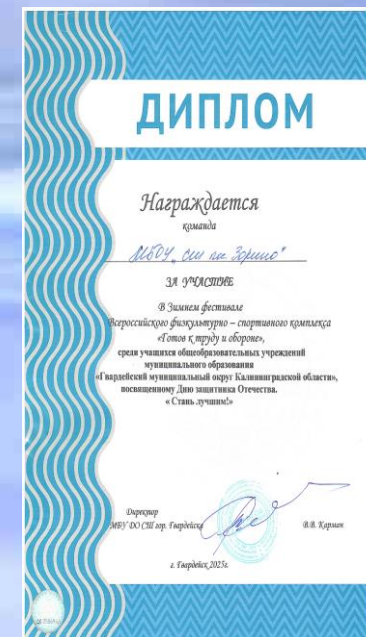 ДИПЛОМ
Награждается
команда
МБОУ „СШ пос. Зорино"
ЗА УЧАСТИЕ
В Зимнем фестивале
Всероссийского физкультурно – спортивного комплекса
«Готов к труду и обороне»,
среди учащихся общеобразовательных учреждений
муниципального образования
«Гвардейский муниципальный округ Калининградской области»,
посвященному Дню защитника Отечества.
« Стань лучшим!»
Директор
МБУ ДО СШ гор. Гвардейска
В.В. Карман
г. Гвардейск 2025г.